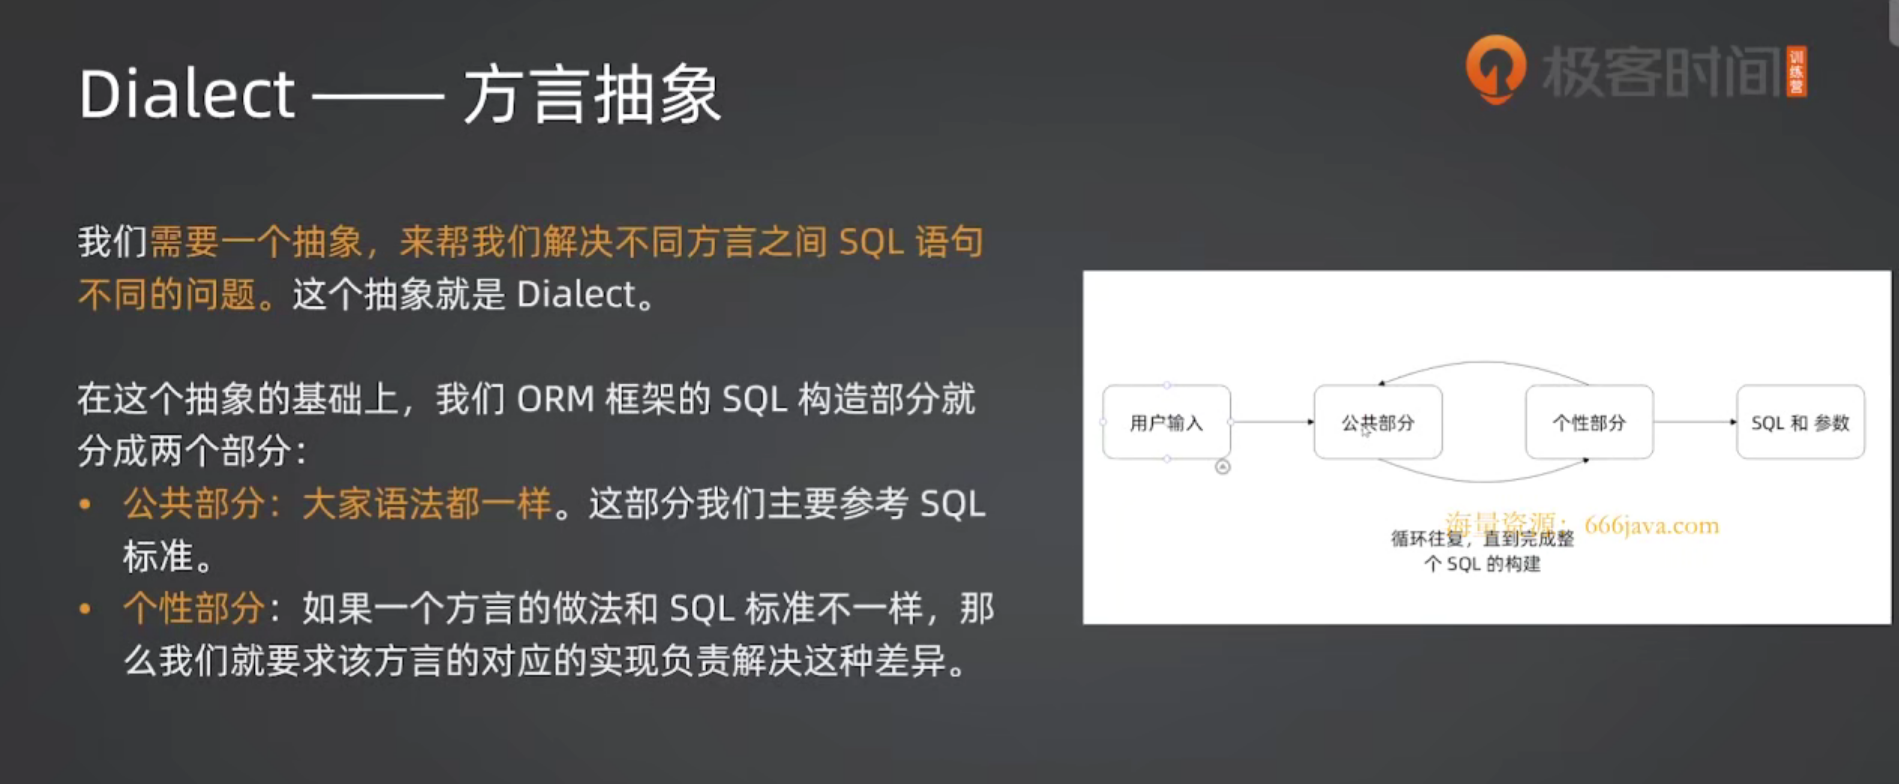 Dialect —— 方言抽象
极客时间
训练营
我们需要一个抽象，来帮我们解决不同方言之间 SQL 语句
不同的问题。这个抽象就是 Dialect。
在这个抽象的基础上，我们 ORM 框架的 SQL 构造部分就
分成两个部分：
• 公共部分：大家语法都一样。这部分我们主要参考 SQL
标准。
• 个性部分：如果一个方言的做法和 SQL 标准不一样，那
么我们就要求该方言的对应的实现负责解决这种差异。
用户输入
公共部分
个性部分
SQL 和 参数
海量资源：666java.com
循环往复，直到完成整
个 SQL 的构建